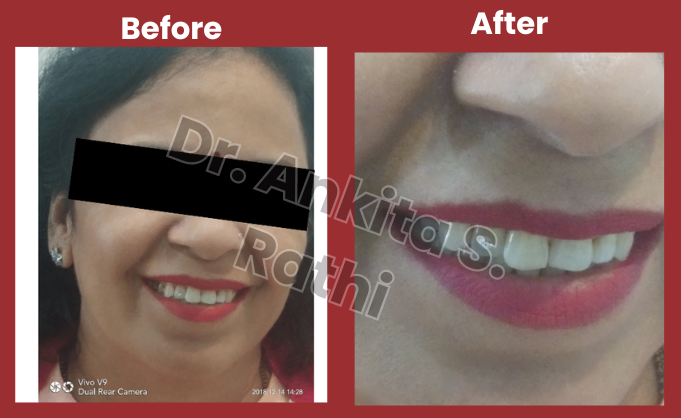 Before
After
Dr. Ankita S.
Rathi
Vivo V9
Dual Rear Camera
2018-12-14 14:28